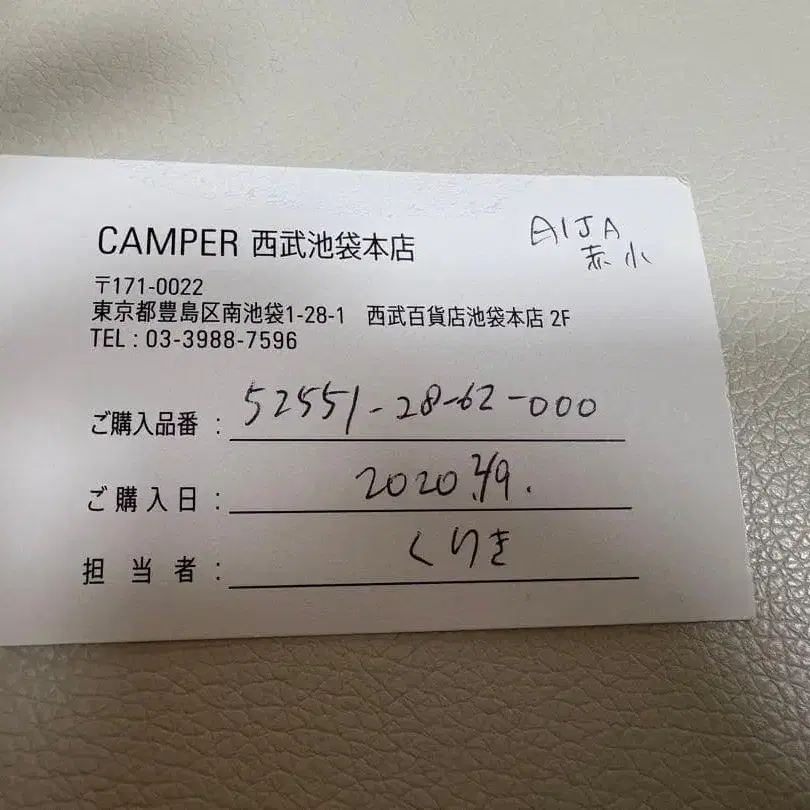 CAMPER 西武池袋本店
AIJA
赤小
〒171-0022
東京都豊島区南池袋1-28-1 西武百貨店池袋本店 2F
TEL : 03-3988-7596
ご購入品番 : 52551-28-62-000
ご購入日 :
担当者 : くりき